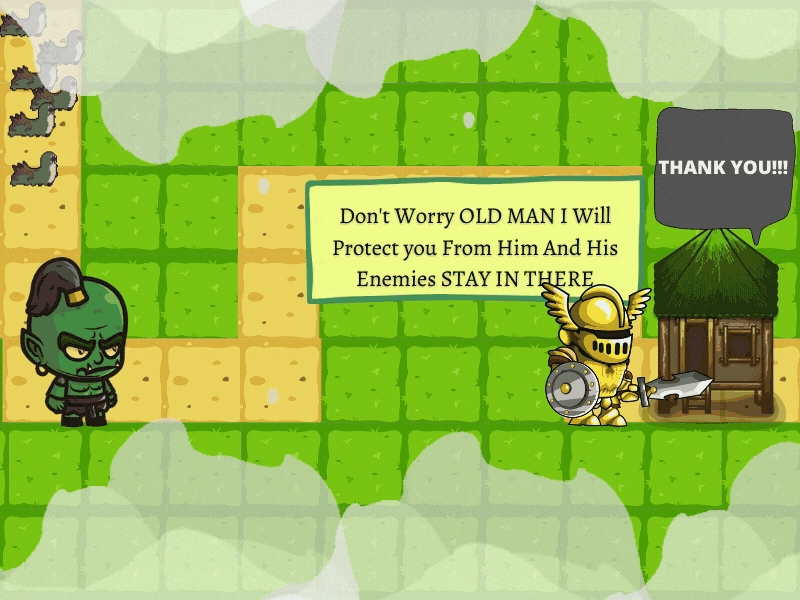 Don't Worry OLD MAN I Will
Protect you From Him And His
Enemies STAY IN THERE
THANK YOU!!!